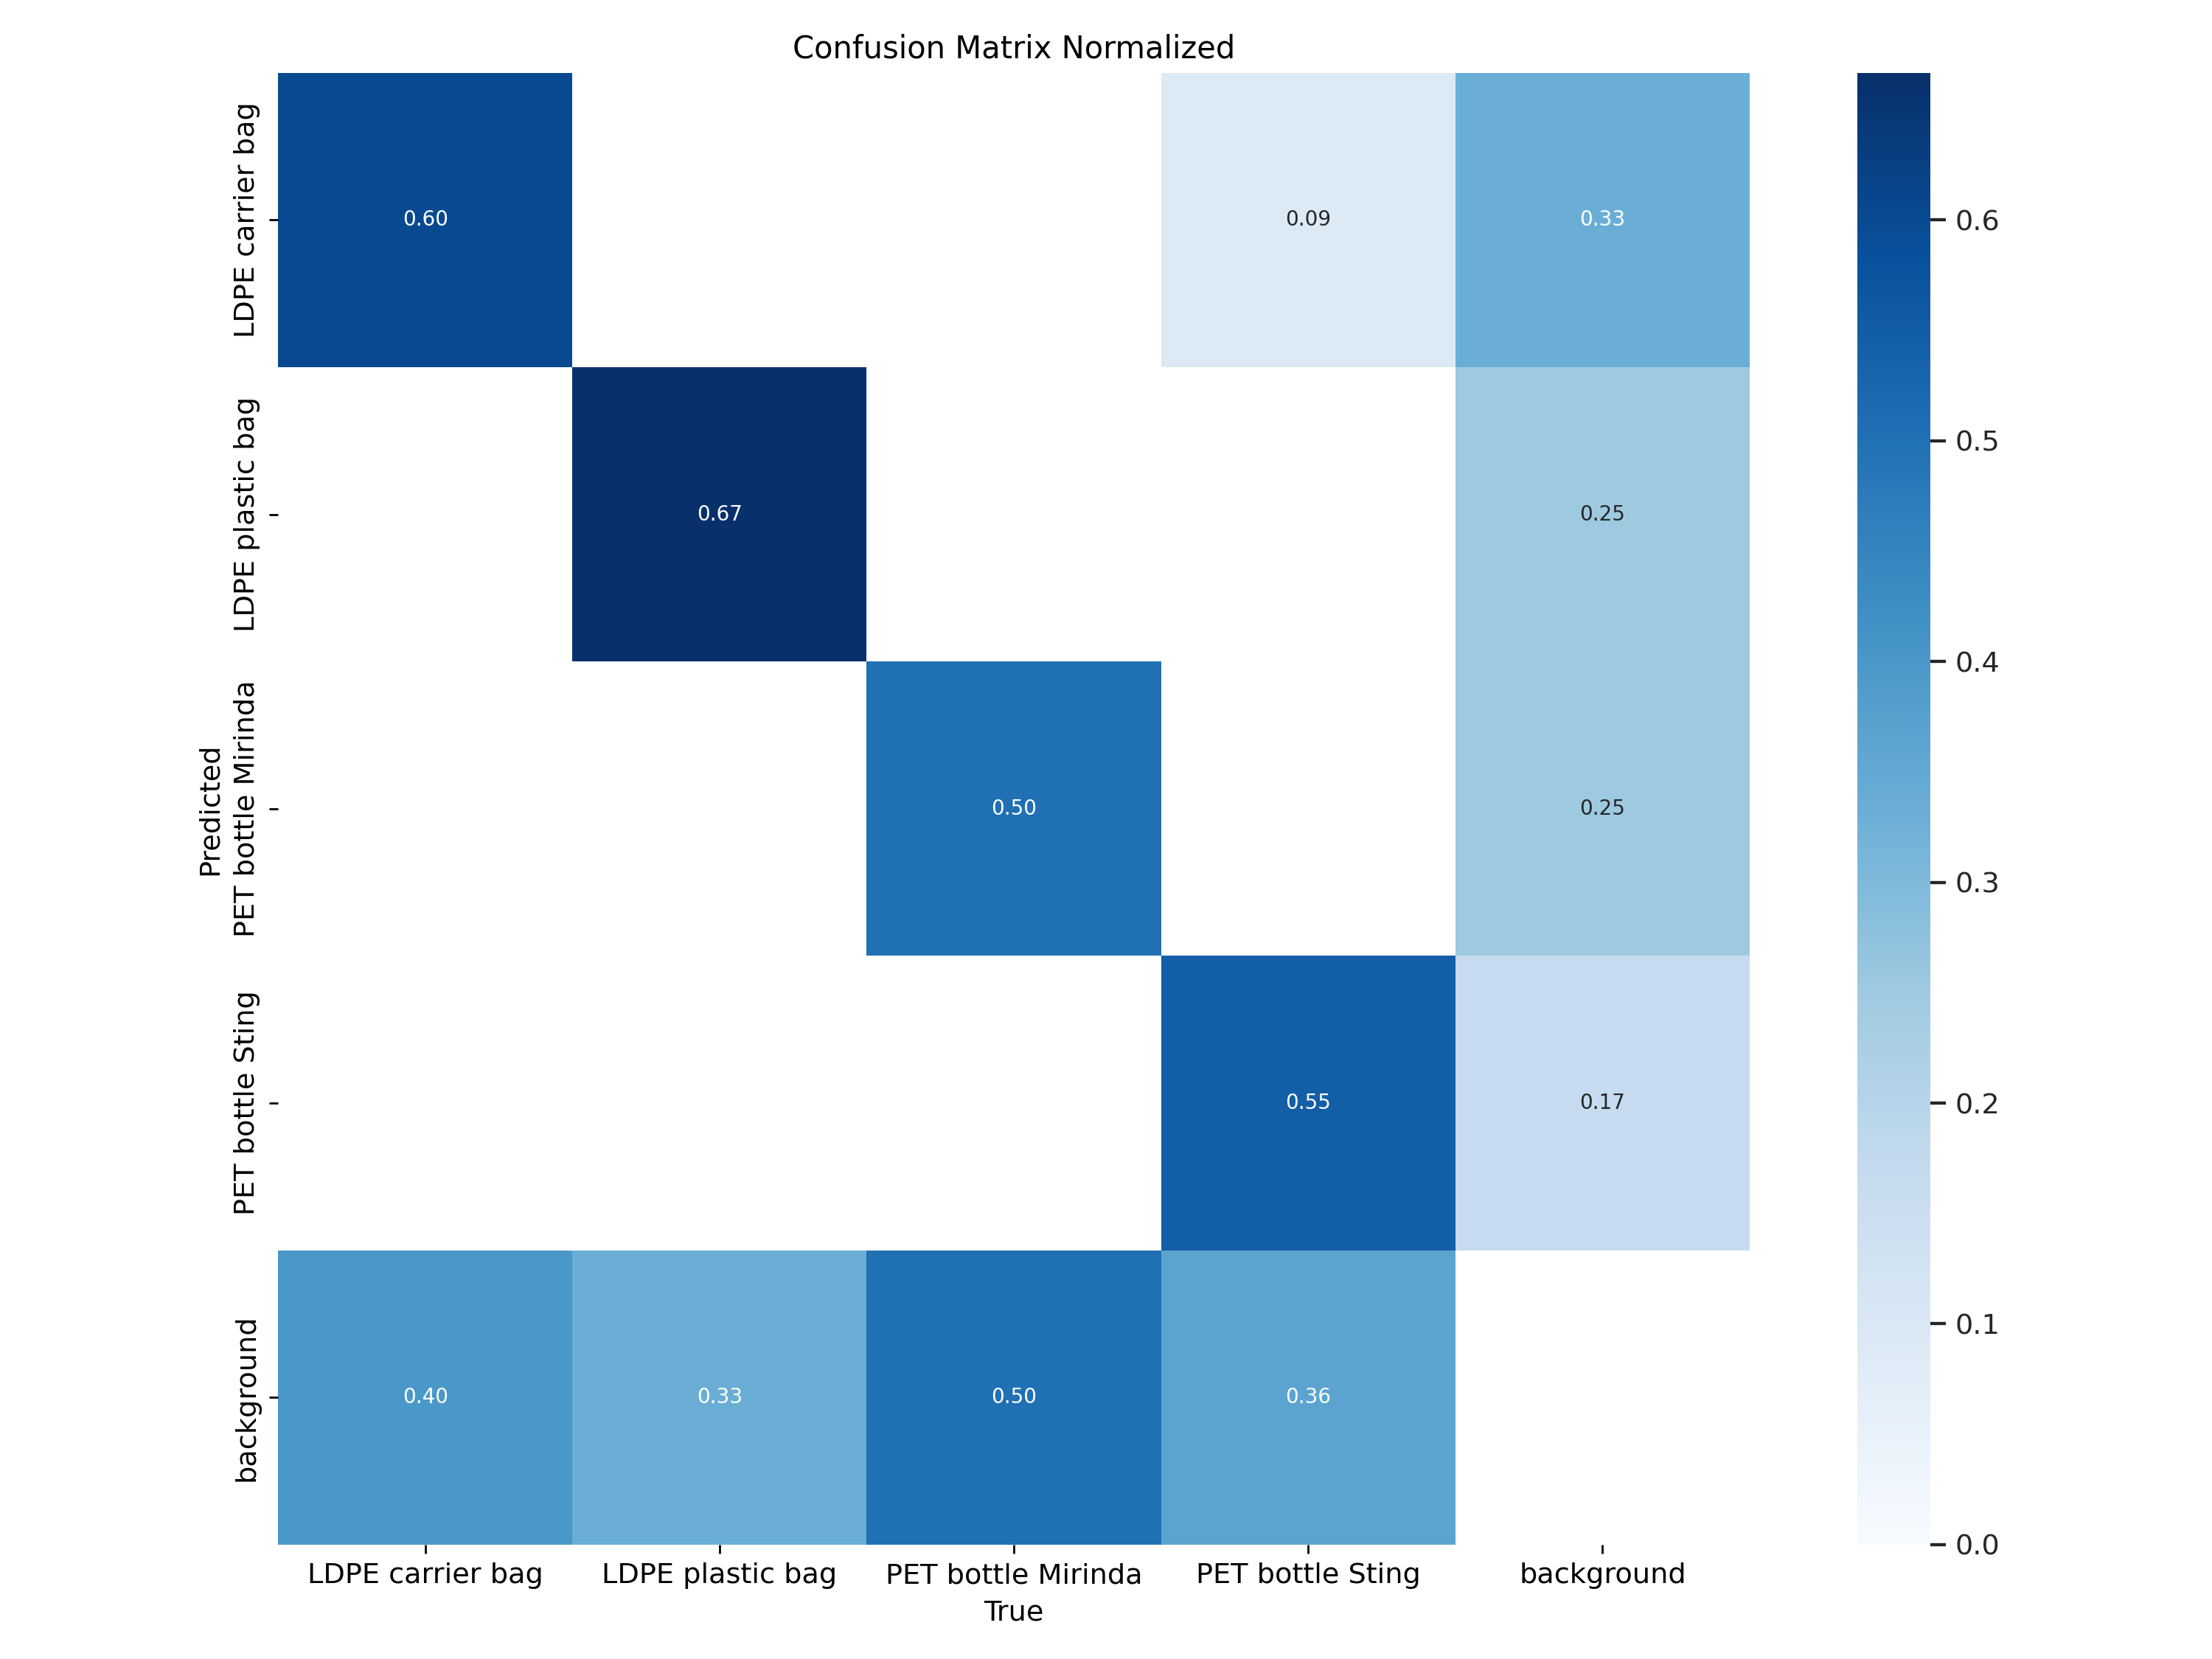 Confusion Matrix Normalized
Predicted
LDPE carrier bag
0.60
0.09
0.33
LDPE plastic bag
0.67
0.25
PET bottle Mirinda
0.50
0.25
PET bottle Sting
0.55
0.17
background
0.40
0.33
0.50
0.36
LDPE carrier bag
LDPE plastic bag
PET bottle Mirinda
PET bottle Sting
background
True
0.6
0.5
0.4
0.3
0.2
0.1
0.0